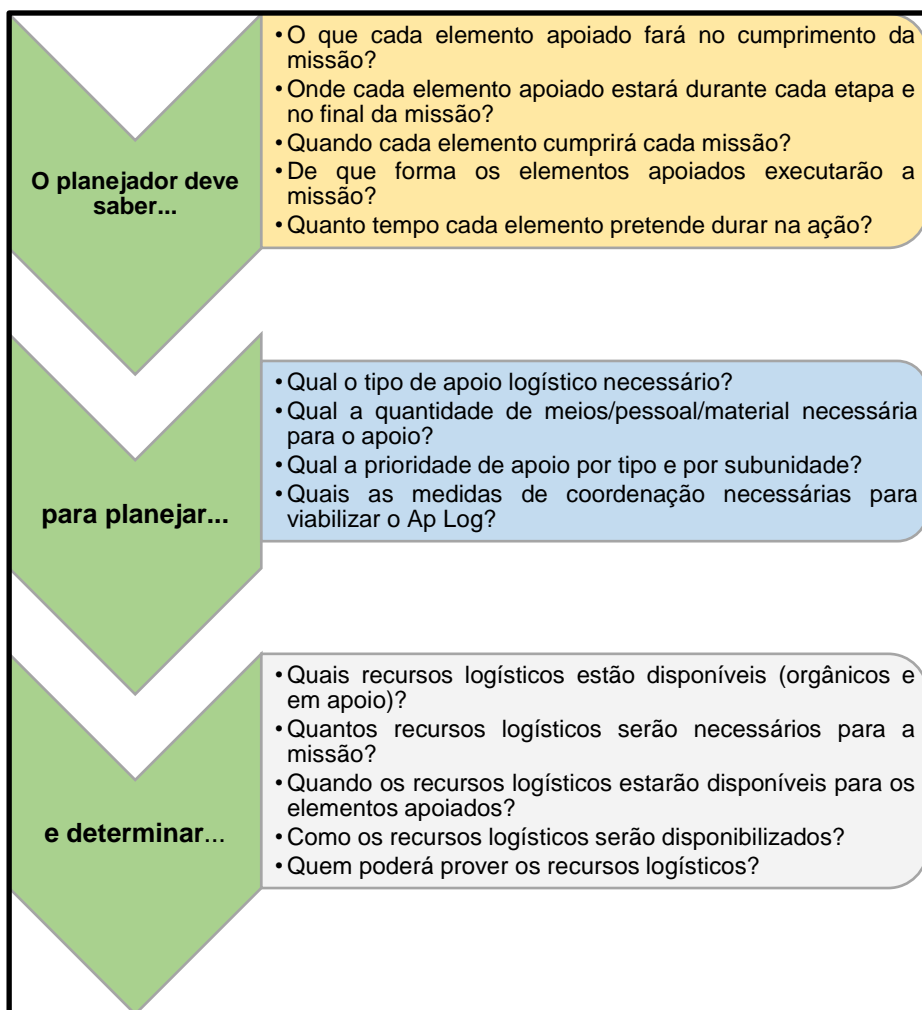 O planejador deve
saber...
•O que cada elemento apoiado fará no cumprimento da
missão?
•Onde cada elemento apoiado estará durante cada etapa e
no final da missão?
•Quando cada elemento cumprirá cada missão?
•De que forma os elementos apoiados executarão a
missão?
•Quanto tempo cada elemento pretende durar na ação?
para planejar...
•Qual o tipo de apoio logístico necessário?
•Qual a quantidade de meios/pessoal/material necessária
para o apoio?
•Qual a prioridade de apoio por tipo e por subunidade?
•Quais as medidas de coordenação necessárias para
viabilizar o Ap Log?
e determinar...
•Quais recursos logísticos estão disponíveis (orgânicos e
em apoio)?
•Quantos recursos logísticos serão necessários para a
missão?
•Quando os recursos logísticos estarão disponíveis para os
elementos apoiados?
•Como os recursos logísticos serão disponibilizados?
•Quem poderá prover os recursos logísticos?